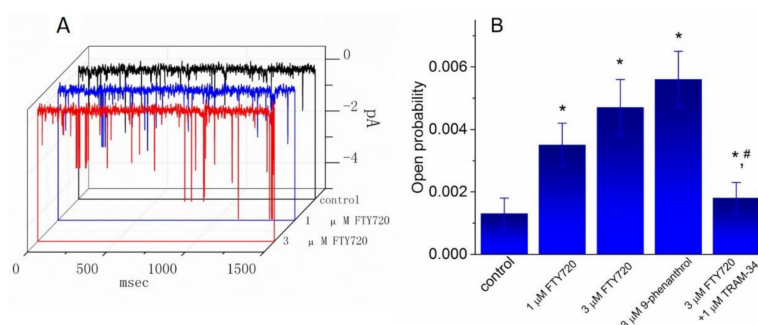 A
0
-2
-4
pA
control
1 μ M FTY720
3 μ M FTY720
0
500
1000
1500
msec
B
Open probability
0.006
0.004
0.002
0.000
*
*
*
*,#
control
1 μM FTY720
3 μM FTY720
3 μM 9-phenanthrol
3 μM FTY720
+1 μM TRAM-34